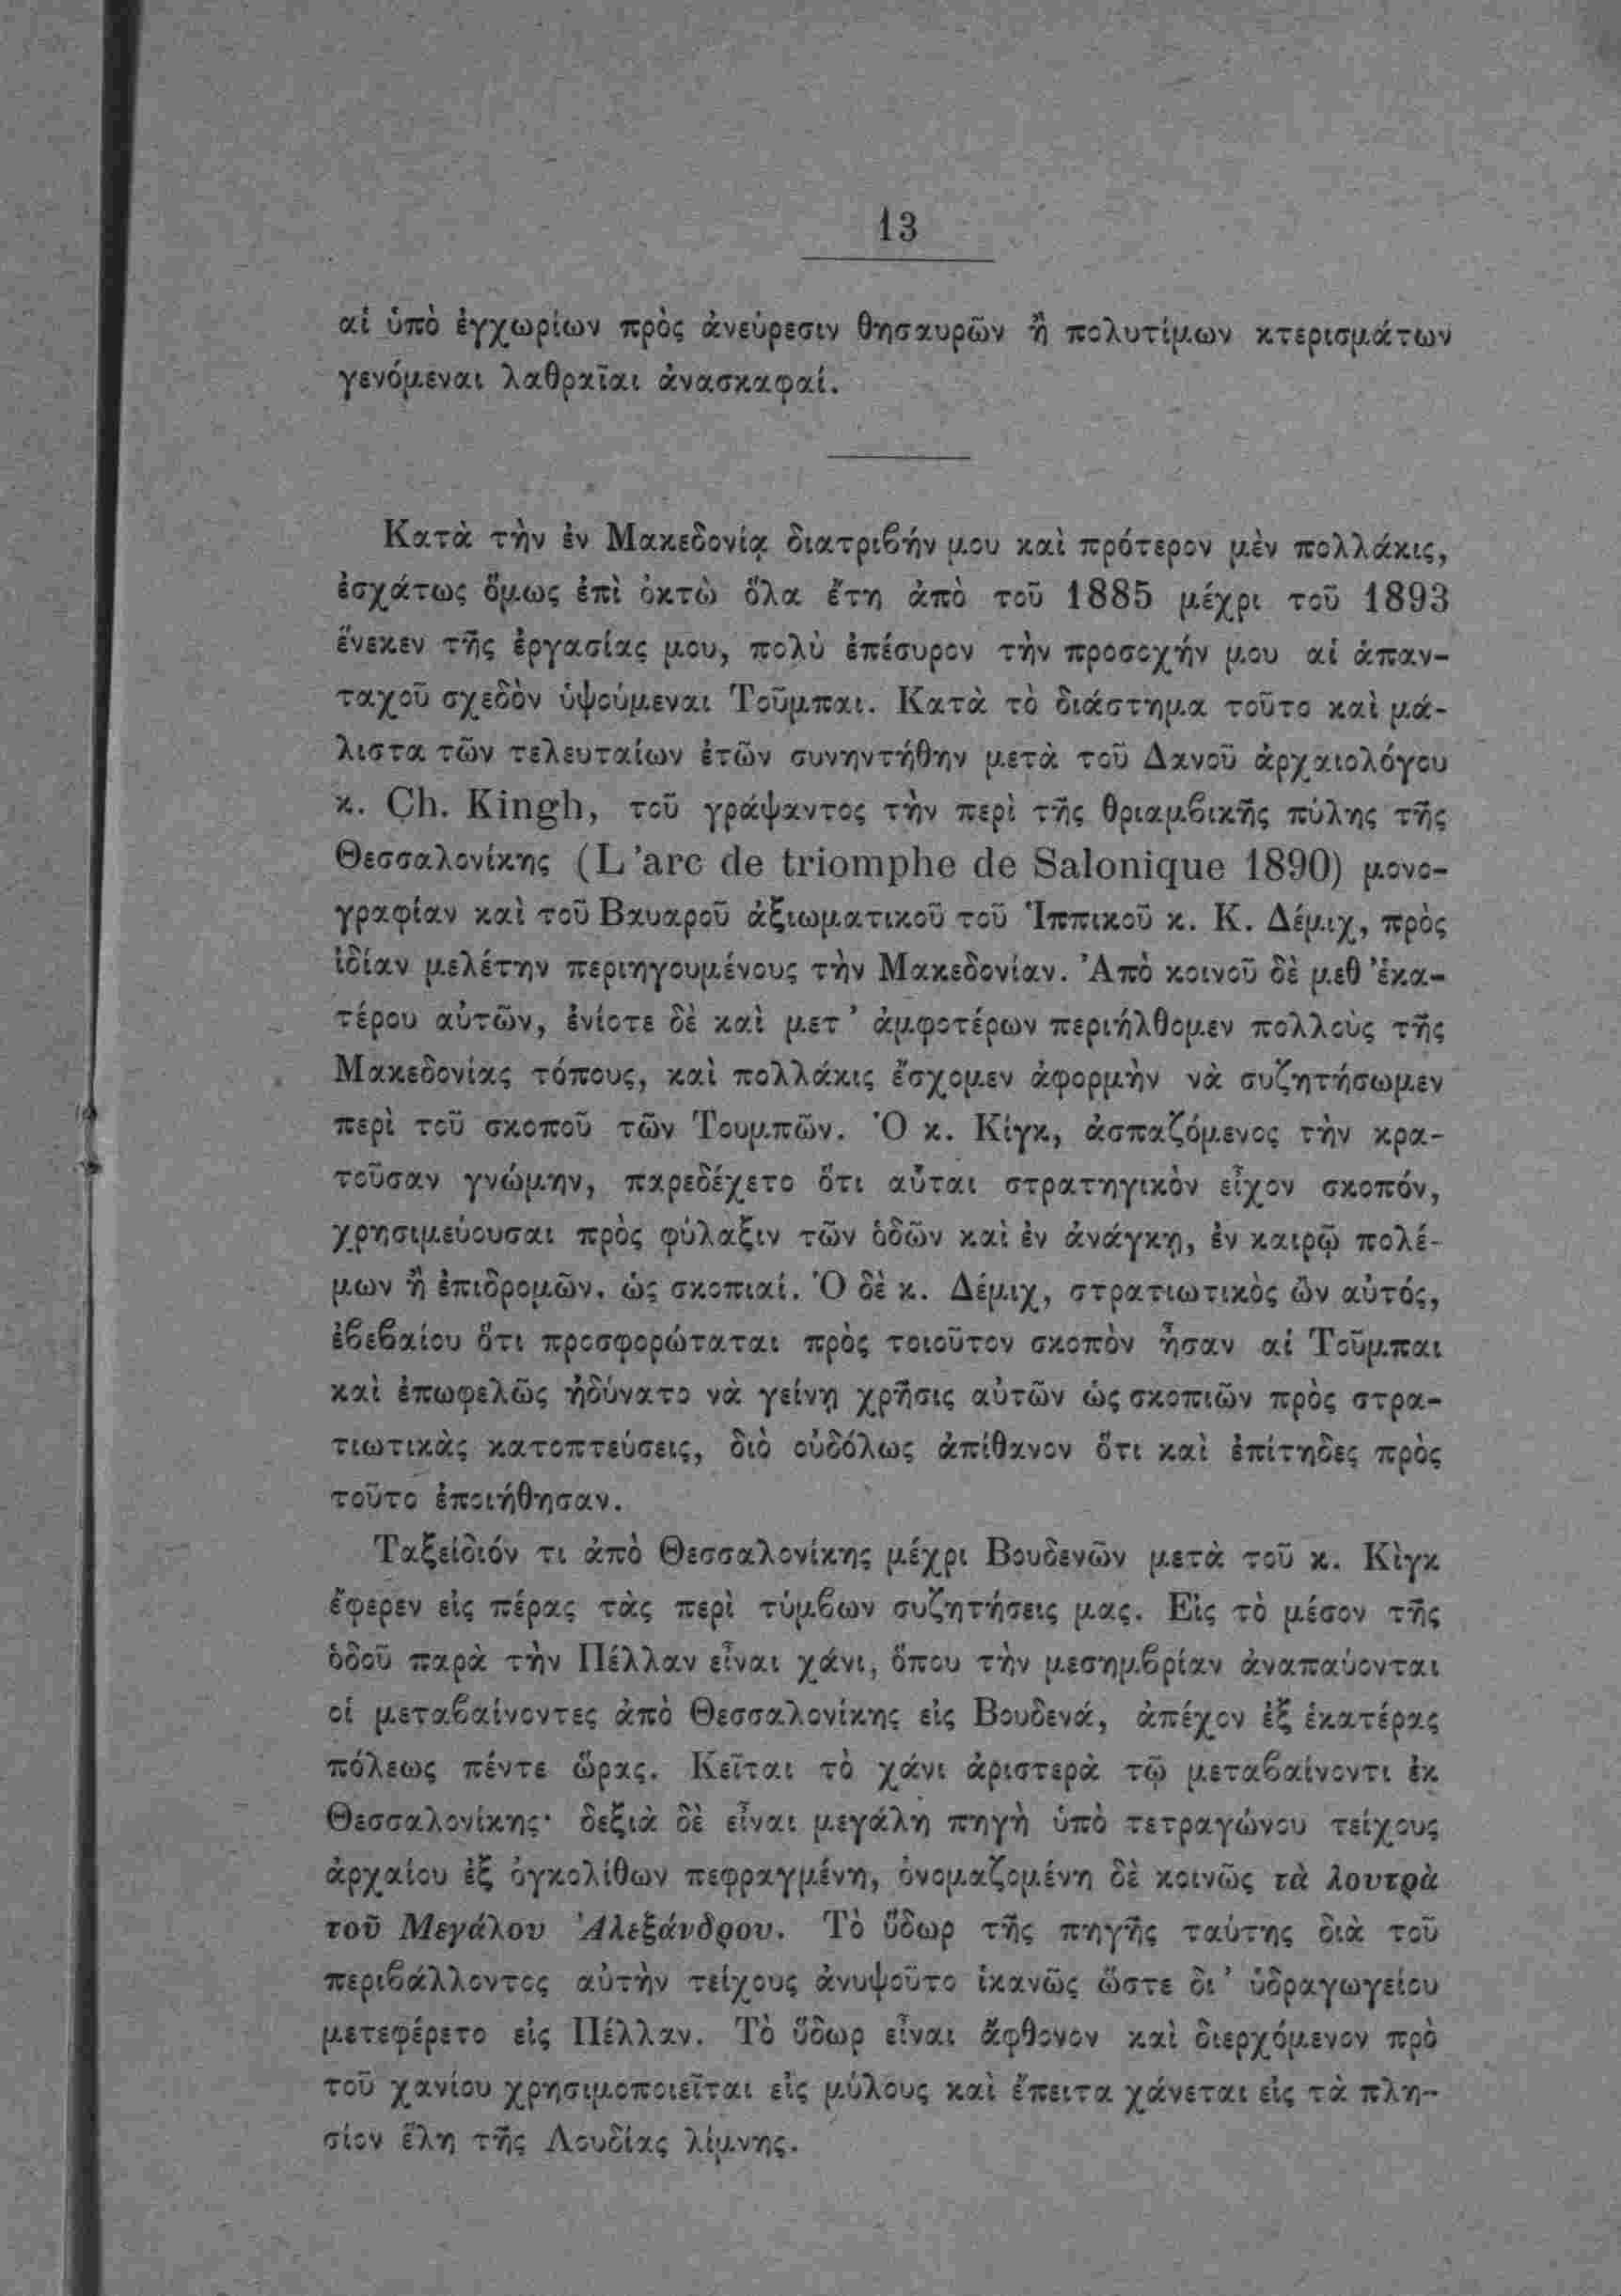 13
αἱ ὑπὸ ἐγχωρίων πρὸς ἀνεύρεσιν θησαυρῶν ἢ πολυτίμων κτερισμάτων
γενόμεναι λαθραῖαι ἀνασκαφαί.
Κατὰ τὴν ἐν Μακεδονίᾳ διατριβήν μου καὶ πρότερον μὲν πολλάκις,
ἐσχάτως ὅμως ἐπὶ ὀκτὼ ὅλα ἔτη ἀπὸ τοῦ 1885 μέχρι τοῦ 1893
ἕνεκεν τῆς ἐργασίας μου, πολὺ ἐπέσυρον τὴν προσοχήν μου αἱ ἁπαν-
ταχοῦ σχεδὸν ὑψούμεναι Τοῦμπαι. Κατὰ τὸ διάστημα τοῦτο καὶ μά-
λιστα τῶν τελευταίων ἐτῶν συνηντήθην μετὰ τοῦ Δανοῦ ἀρχαιολόγου
κ. Ch. Kingh, τοῦ γράψαντος τὴν περὶ τῆς θριαμβικῆς πύλης τῆς
Θεσσαλονίκης (L'arc de triomphe de Salonique 1890) μονο-
γραφίαν καὶ τοῦ Βαυαροῦ ἀξιωματικοῦ τοῦ Ἱππικοῦ κ. Κ. Δέμιχ, πρὸς
ἰδίαν μελέτην περιηγουμένους τὴν Μακεδονίαν. Ἀπὸ κοινοῦ δὲ μεθ' ἑκα-
τέρου αὐτῶν, ἐνίοτε δὲ καὶ μετ' ἀμφοτέρων περιήλθομεν πολλοὺς τῆς
Μακεδονίας τόπους, καὶ πολλάκις ἔσχομεν ἀφορμὴν νὰ συζητήσωμεν
περὶ τοῦ σκοποῦ τῶν Τουμπῶν. Ὁ κ. Κίγκ, ἀσπαζόμενος τὴν κρα-
τοῦσαν γνώμην, παρεδέχετο ὅτι αὗται στρατηγικὸν εἶχον σκοπόν,
χρησιμεύουσαι πρὸς φύλαξιν τῶν ὁδῶν καὶ ἐν ἀνάγκῃ, ἐν καιρῷ πολέ-
μων ἢ ἐπιδρομῶν, ὡς σκοπιαί. Ὁ δὲ κ. Δέμιχ, στρατιωτικὸς ὢν αὐτός,
ἐβεβαίου ὅτι προσφορώταται πρὸς τοιοῦτον σκοπὸν ἦσαν αἱ Τοῦμπαι
καὶ ἐπωφελῶς ἠδύνατο νὰ γείνῃ χρῆσις αὐτῶν ὡς σκοπιῶν πρὸς στρα-
τιωτικὰς κατοπτεύσεις, διὸ οὐδόλως ἀπίθανον ὅτι καὶ ἐπίτηδες πρὸς
τοῦτο ἐποιήθησαν.
Ταξείδιόν τι ἀπὸ Θεσσαλονίκης μέχρι Βουδενῶν μετὰ τοῦ κ. Κὶγκ
ἔφερεν εἰς πέρας τὰς περὶ τύμβων συζητήσεις μας. Εἰς τὸ μέσον τῆς
ὁδοῦ παρὰ τὴν Πέλλαν εἶναι χάνι, ὅπου τὴν μεσημβρίαν ἀναπαύονται
οἱ μεταβαίνοντες ἀπὸ Θεσσαλονίκης εἰς Βουδενά, ἀπέχον ἐξ ἑκατέρας
πόλεως πέντε ὥρας. Κεῖται τὸ χάνι ἀριστερὰ τῷ μεταβαίνοντι ἐκ
Θεσσαλονίκης· δεξιὰ δὲ εἶναι μεγάλη πηγὴ ὑπὸ τετραγώνου τείχους
ἀρχαίου ἐξ ὀγκολίθων πεφραγμένη, ὀνομαζομένη δὲ κοινῶς τὰ λουτρὰ
τοῦ Μεγάλου Ἀλεξάνδρου. Τὸ ὕδωρ τῆς πηγῆς ταύτης διὰ τοῦ
περιβάλλοντος αὐτὴν τείχους ἀνυψοῦτο ἱκανῶς ὥστε δι' ὑδραγωγείου
μετεφέρετο εἰς Πέλλαν. Τὸ ὕδωρ εἶναι ἄφθονον καὶ διερχόμενον πρὸ
τοῦ χανίου χρησιμοποιεῖται εἰς μύλους καὶ ἔπειτα χάνεται εἰς τὰ πλη-
σίον ἕλη τῆς Λουδίας λίμνης.